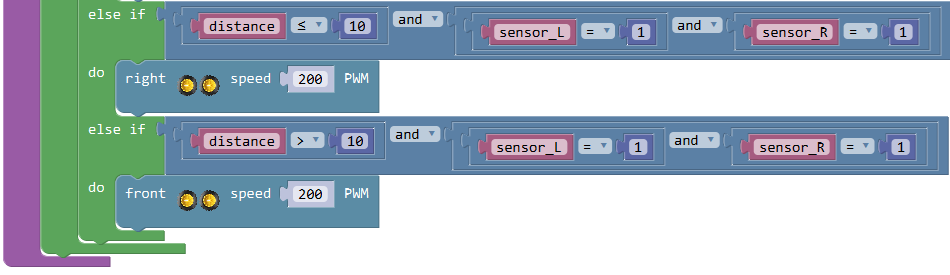 else if distance ≤ 10 and sensor_L = 1 and sensor_R = 1
do right speed 200 PWM
else if distance > 10 and sensor_L = 1 and sensor_R = 1
do front speed 200 PWM